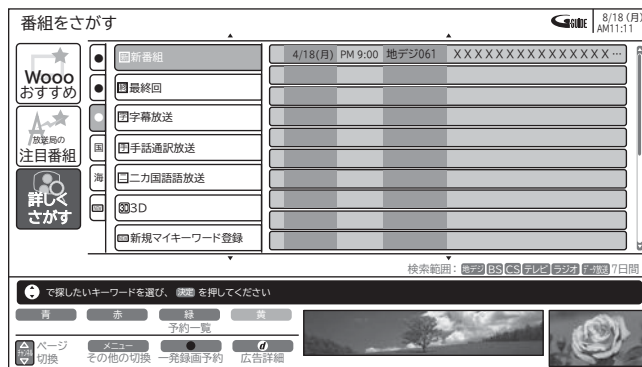 番組をさがす
G-GUIDE
8/18 (月)
AM11:11
Wooo
おすすめ
放送局の
注目番組
詳しく
さがす
国
海
新 新番組
終 最終回
字 字幕放送
手 手話通訳放送
二 二カ国語語放送
3D 3D
新規マイキーワード登録
4/18(月) PM 9:00 地デジ061 XXXXXXXXXXXXXXX…
検索範囲: 地デジ BS CS テレビ ラジオ データ放送 7日間
で探したいキーワードを選び、 決定 を押してください
青 赤 緑 黄
予約一覧
ページ切換
メニュー
その他の切換 一発録画予約
d
広告詳細